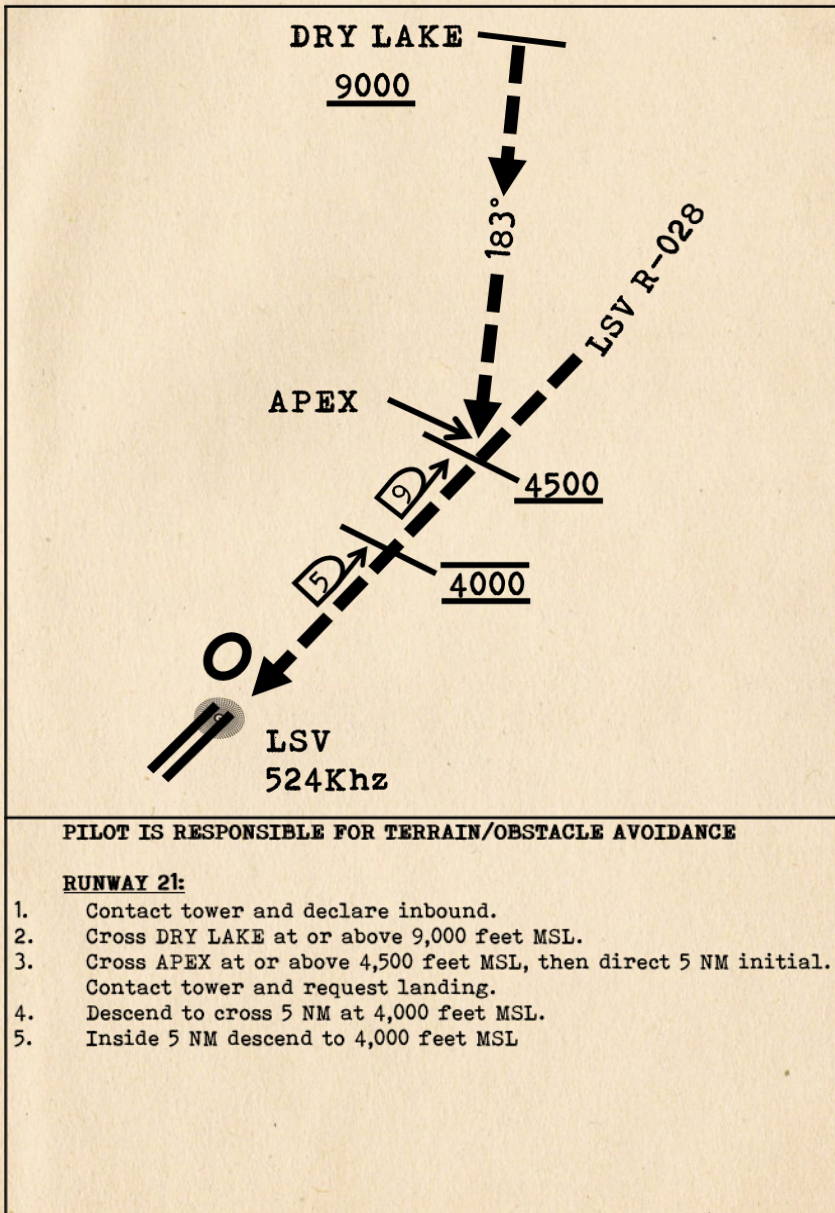 DRY LAKE
9000
183°
LSV R-028
APEX
9
4500
5
4000
LSV
524Khz
PILOT IS RESPONSIBLE FOR TERRAIN/OBSTACLE AVOIDANCE
RUNWAY 21:
1. Contact tower and declare inbound.
2. Cross DRY LAKE at or above 9,000 feet MSL.
3. Cross APEX at or above 4,500 feet MSL, then direct 5 NM initial.
Contact tower and request landing.
4. Descend to cross 5 NM at 4,000 feet MSL.
5. Inside 5 NM descend to 4,000 feet MSL